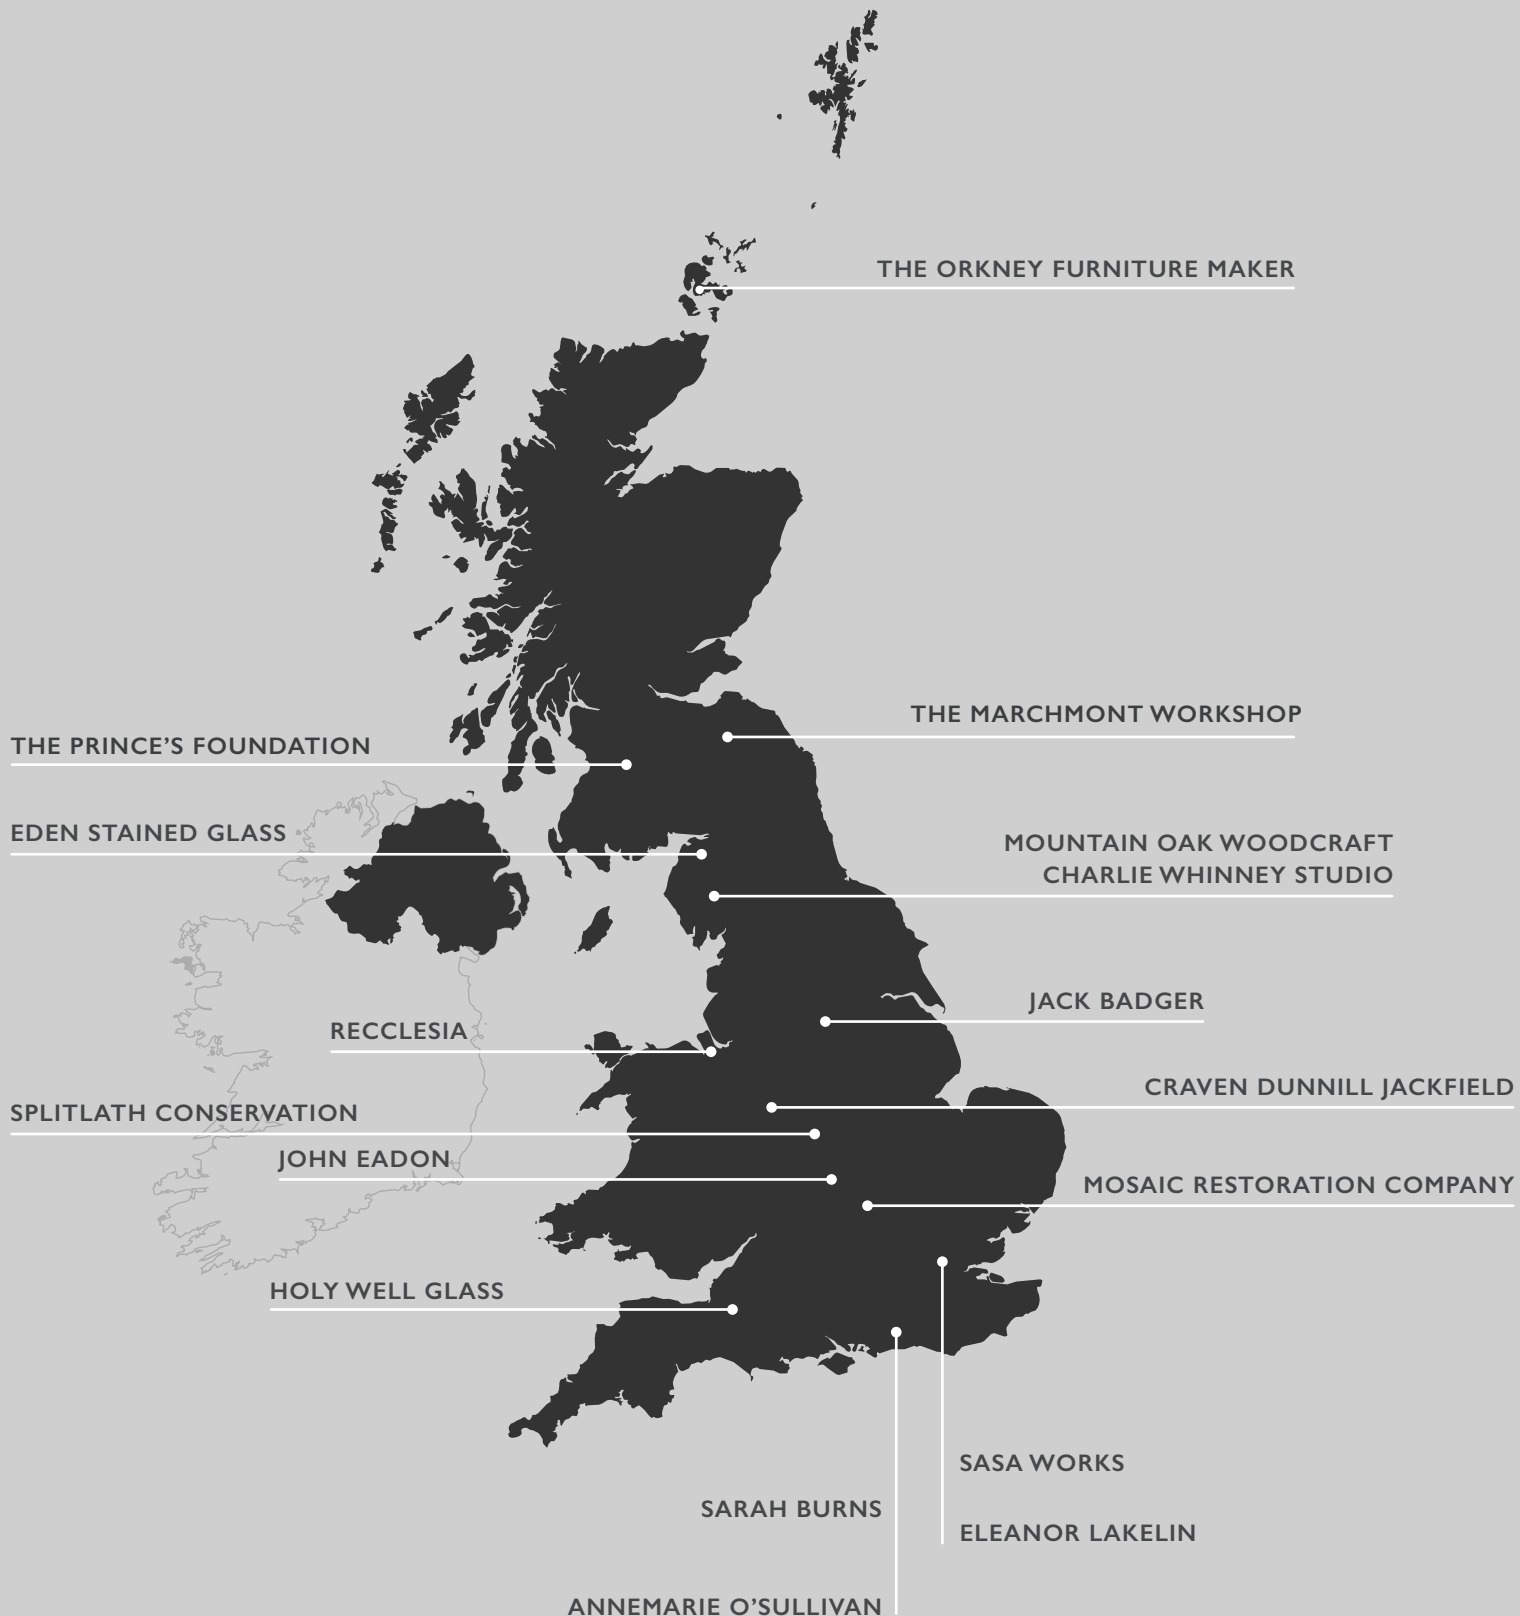 THE ORKNEY FURNITURE MAKER
THE MARCHMONT WORKSHOP
THE PRINCE’S FOUNDATION
EDEN STAINED GLASS
MOUNTAIN OAK WOODCRAFT
CHARLIE WHINNEY STUDIO
JACK BADGER
RECCLESIA
CRAVEN DUNNILL JACKFIELD
SPLITLATH CONSERVATION
JOHN EADON
MOSAIC RESTORATION COMPANY
HOLY WELL GLASS
SASA WORKS
SARAH BURNS
ELEANOR LAKELIN
ANNEMARIE O’SULLIVAN